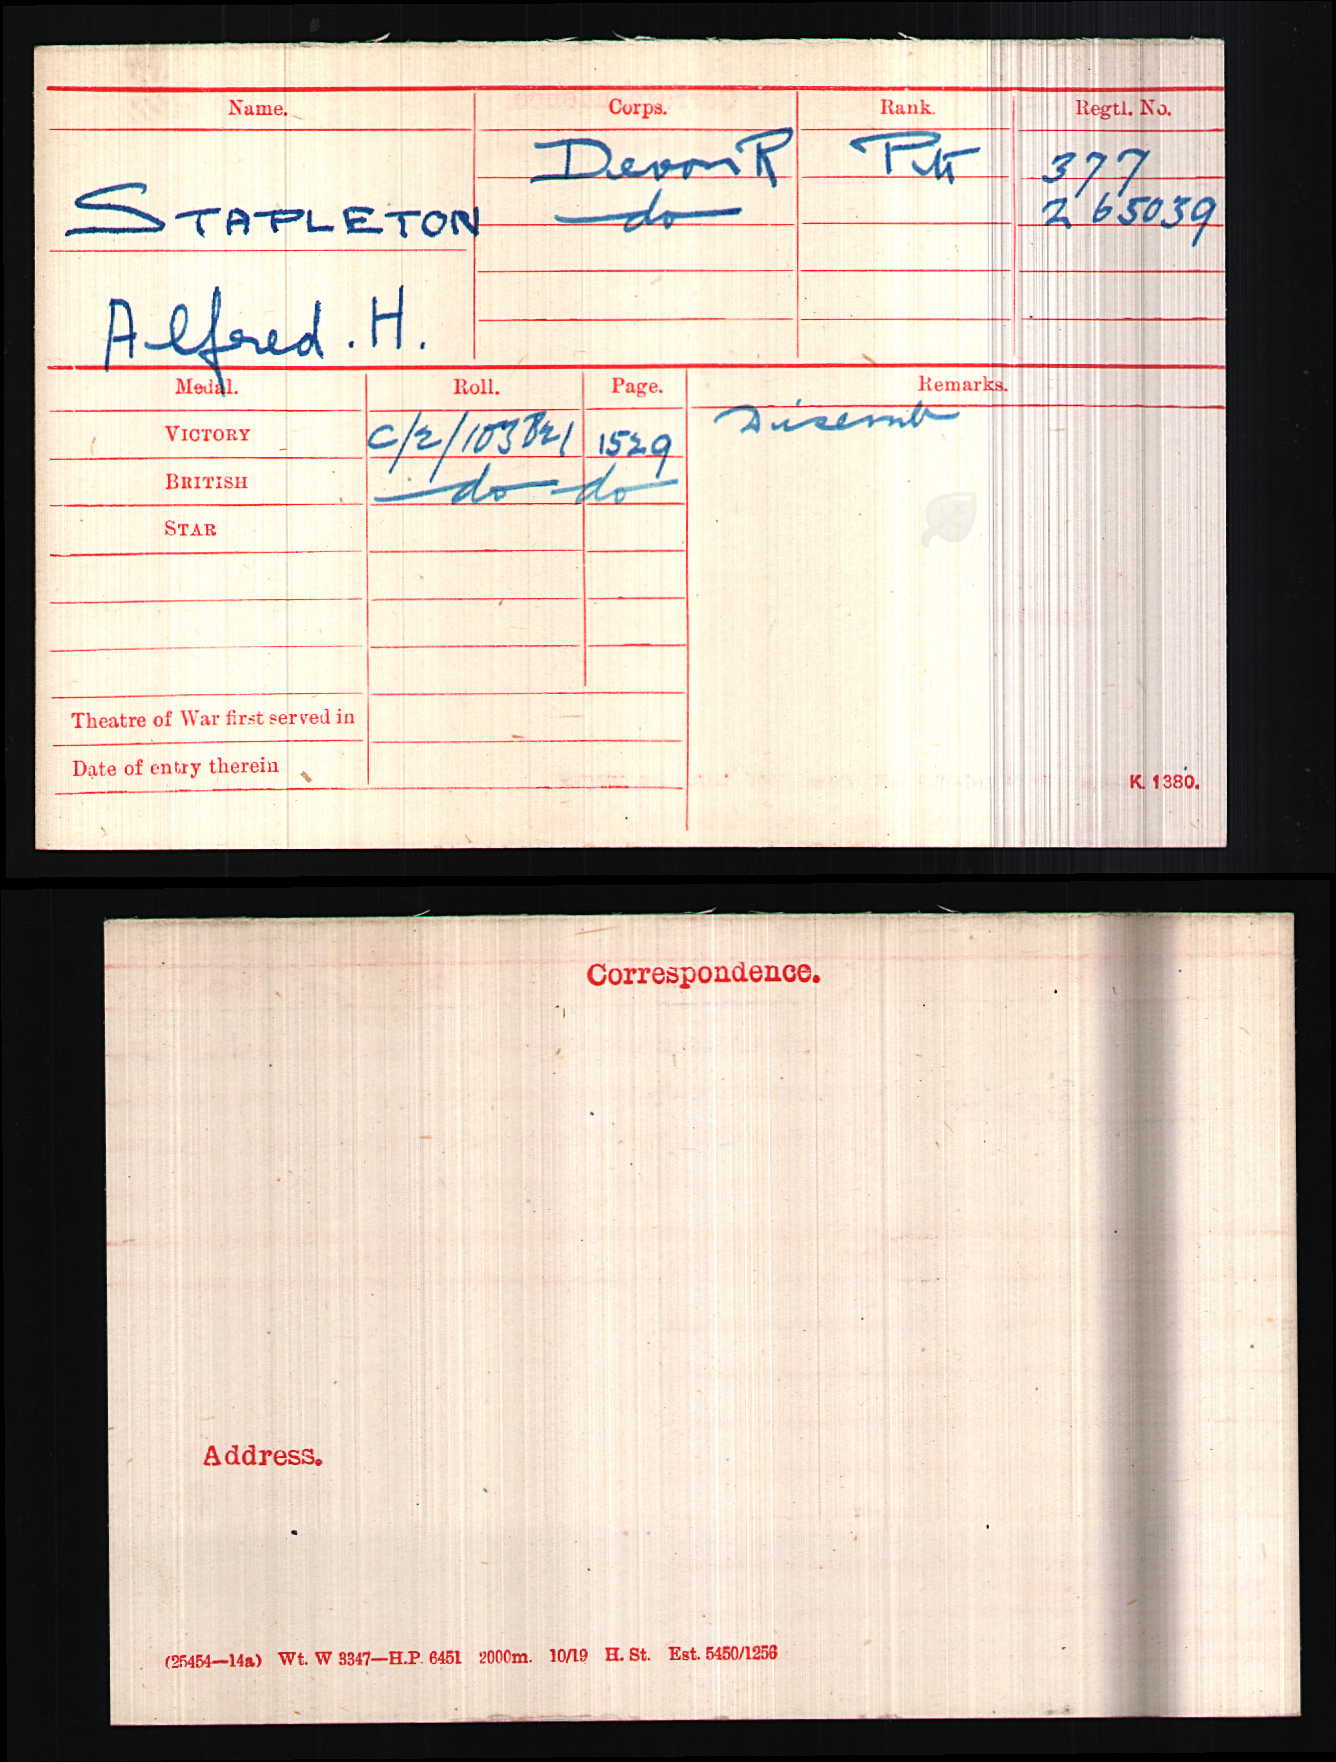 Name. Corps. Rank. Regtl. No.
Devon R Pte 377
STAPLETON do 265039
Alfred. H.
Medal. Roll. Page. Remarks.
VICTORY C/2/103B21 1529 Disemb
BRITISH do do
STAR
Theatre of War first served in
Date of entry therein
K. 1380.
Correspondence.
Address.
(25454—14a) Wt. W 3347—H.P. 6451 2000m. 10/19 H. St. Est. 5450/1256